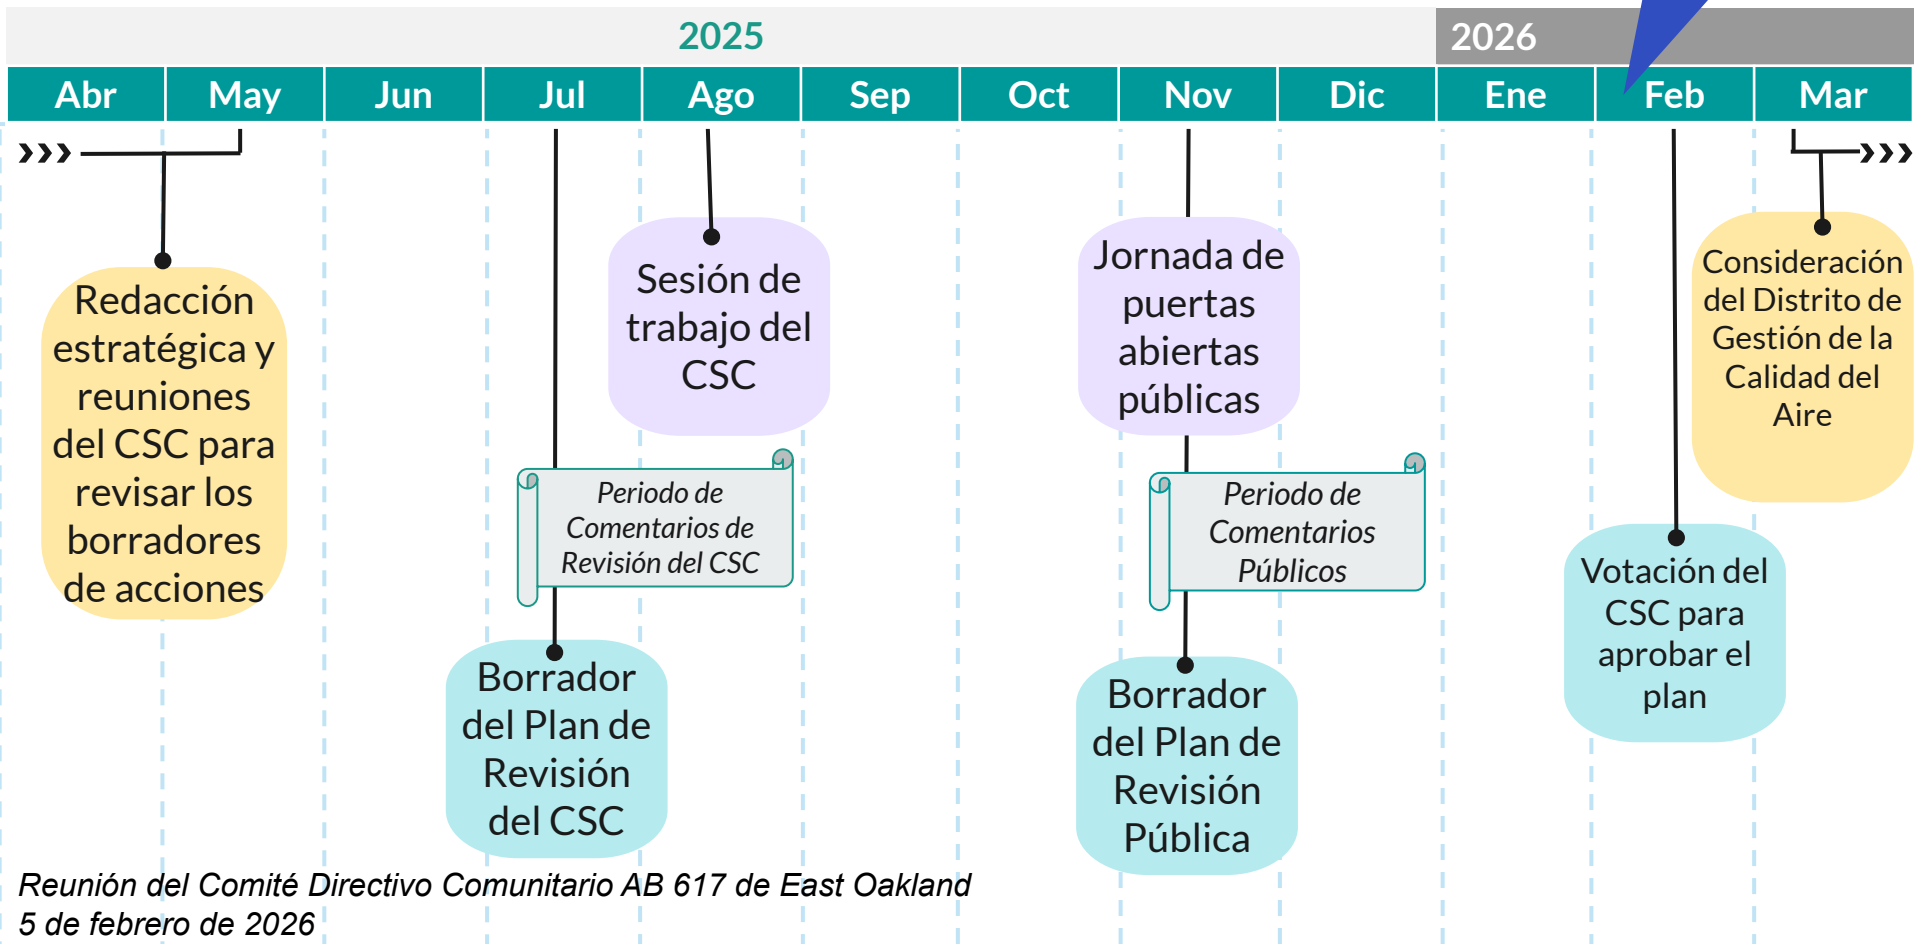 2025
2026
Abr
May
Jun
Jul
Ago
Sep
Oct
Nov
Dic
Ene
Feb
Mar
Redacción
estratégica y
reuniones
del CSC para
revisar los
borradores
de acciones
Sesión de
trabajo del
CSC
Periodo de
Comentarios de
Revisión del CSC
Borrador
del Plan de
Revisión
del CSC
Jornada de
puertas
abiertas
públicas
Periodo de
Comentarios
Públicos
Borrador
del Plan de
Revisión
Pública
Votación del
CSC para
aprobar el
plan
Consideración
del Distrito de
Gestión de la
Calidad del
Aire
Reunión del Comité Directivo Comunitario AB 617 de East Oakland
5 de febrero de 2026